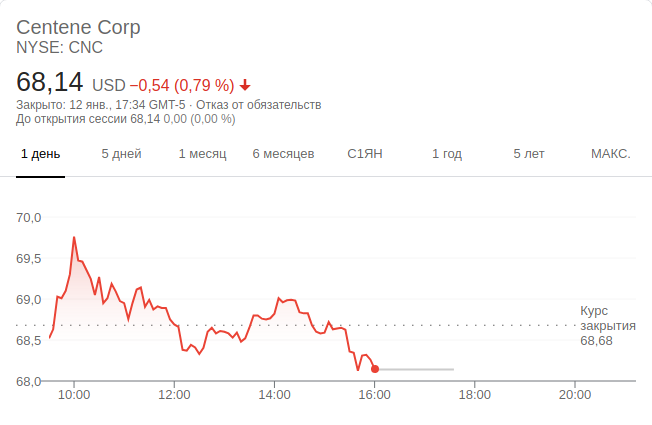 Centene Corp
NYSE: CNC
68,14 USD −0,54 (0,79 %)
Закрыто: 12 янв., 17:34 GMT-5 · Отказ от обязательств
До открытия сессии 68,14 0,00 (0,00 %)
1 день 5 дней 1 месяц 6 месяцев С1ЯН 1 год 5 лет МАКС.
70,0
69,5
69,0
68,5
68,0
Курс
закрытия
68,68
10:00 12:00 14:00 16:00 18:00 20:00